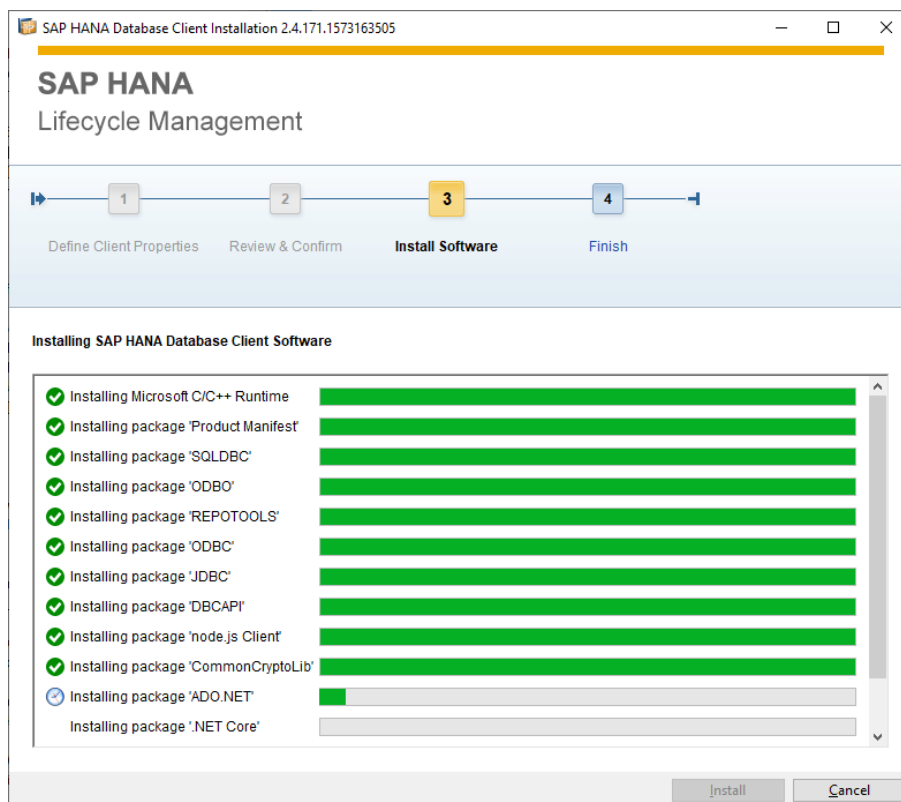 SAP HANA Database Client Installation 2.4.171.1573163505
SAP HANA
Lifecycle Management
1 2 3 4
Define Client Properties Review & Confirm Install Software Finish
Installing SAP HANA Database Client Software
Installing Microsoft C/C++ Runtime
Installing package 'Product Manifest'
Installing package 'SQLDBC'
Installing package 'ODBO'
Installing package 'REPOTOOLS'
Installing package 'ODBC'
Installing package 'JDBC'
Installing package 'DBCAPI'
Installing package 'node.js Client'
Installing package 'CommonCryptoLib'
Installing package 'ADO.NET'
Installing package '.NET Core'
Install Cancel